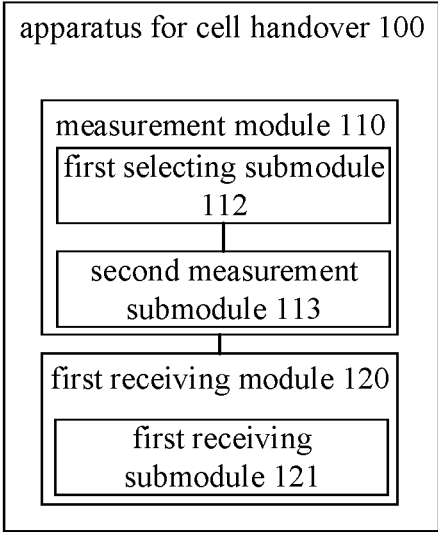 apparatus for cell handover 100
measurement module 110
first selecting submodule
112
second measurement
submodule 113
first receiving module 120
first receiving
submodule 121